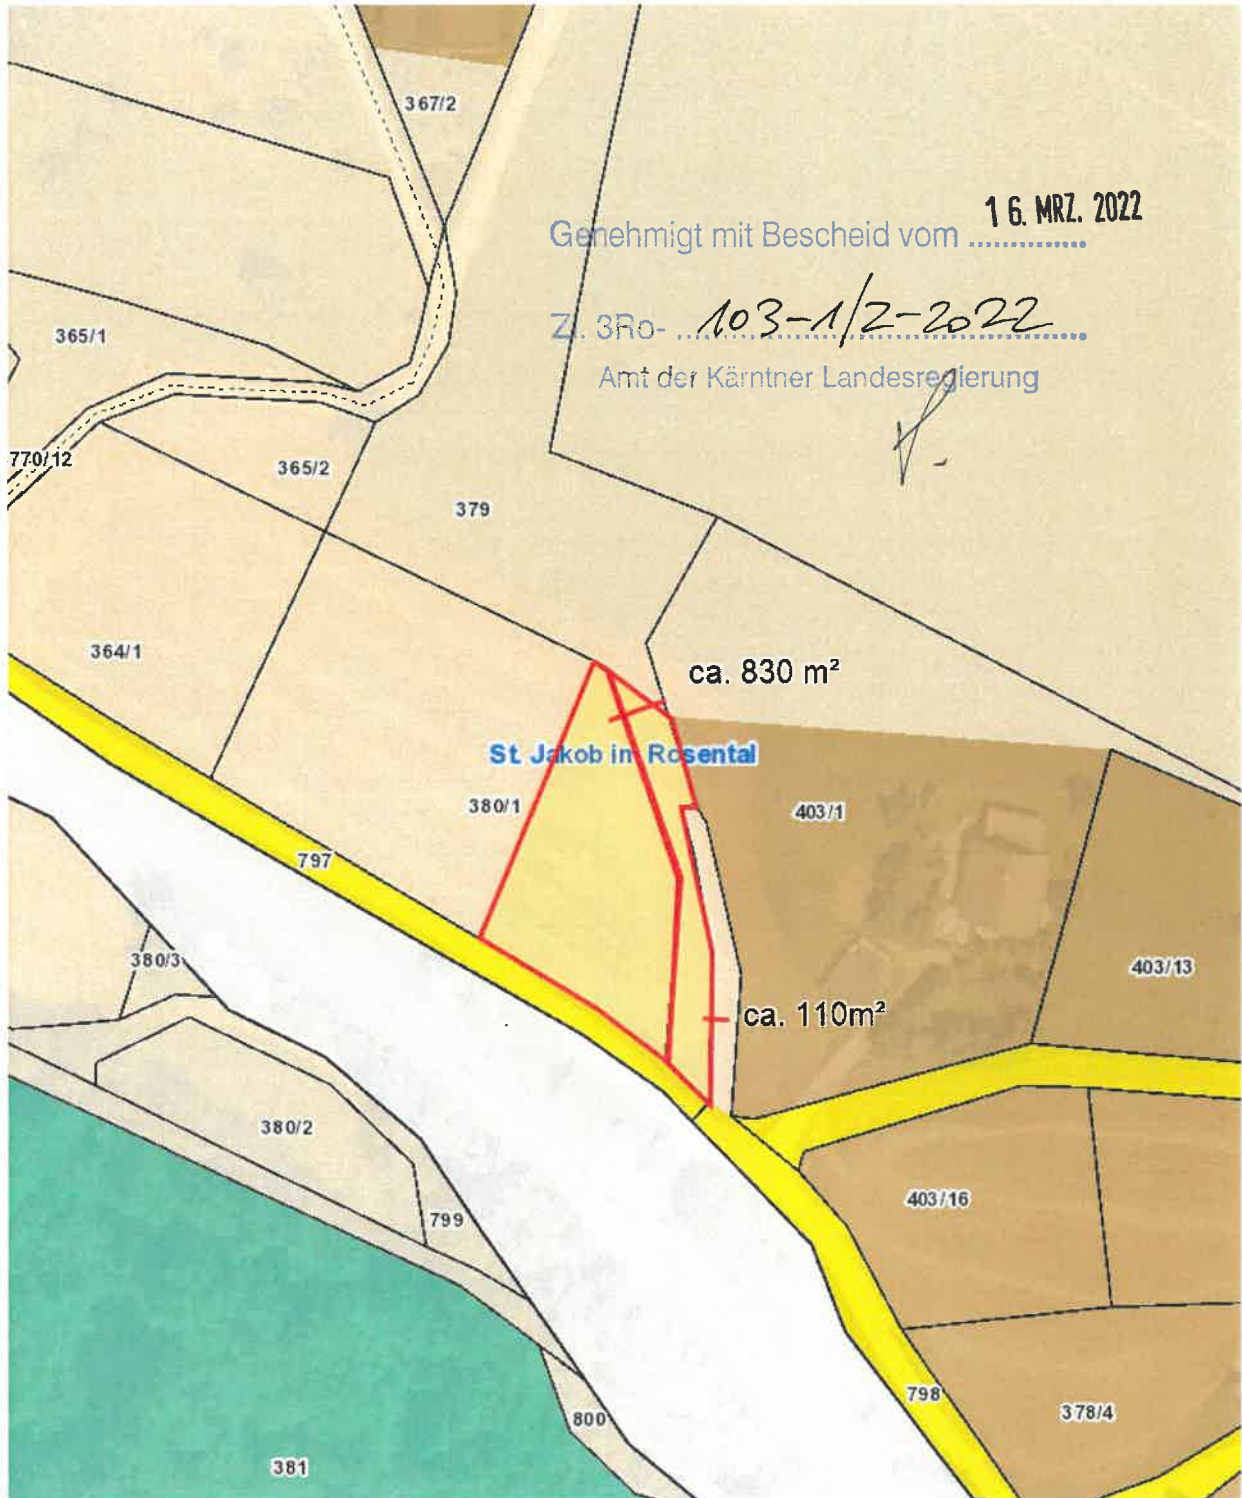 367/2
16. MRZ. 2022
Genehmigt mit Bescheid vom ..............
Zl. 3Ro- 103-1/2-2022
Amt der Kärntner Landesregierung
365/1
770/12
365/2
379
364/1
ca. 830 m²
St. Jakob im Rosental
380/1
403/1
797
380/3
403/13
ca. 110m²
380/2
403/16
799
798
378/4
800
381